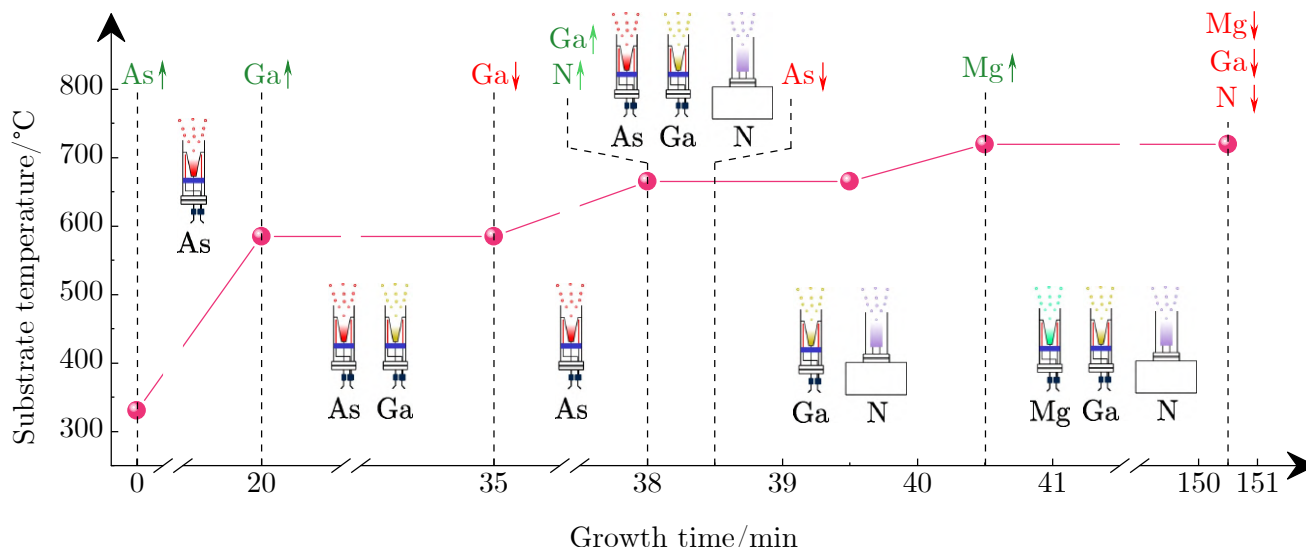 As↑
Ga↑
Ga↓
Ga↑
N↑
As Ga N
As↓
Mg↑
Mg↓
Ga↓
N↓
800
700
600
500
400
300
Substrate temperature/°C
As
As Ga
As
Ga N
Mg Ga N
0 20 35 38 39 40 41 150 151
Growth time/min